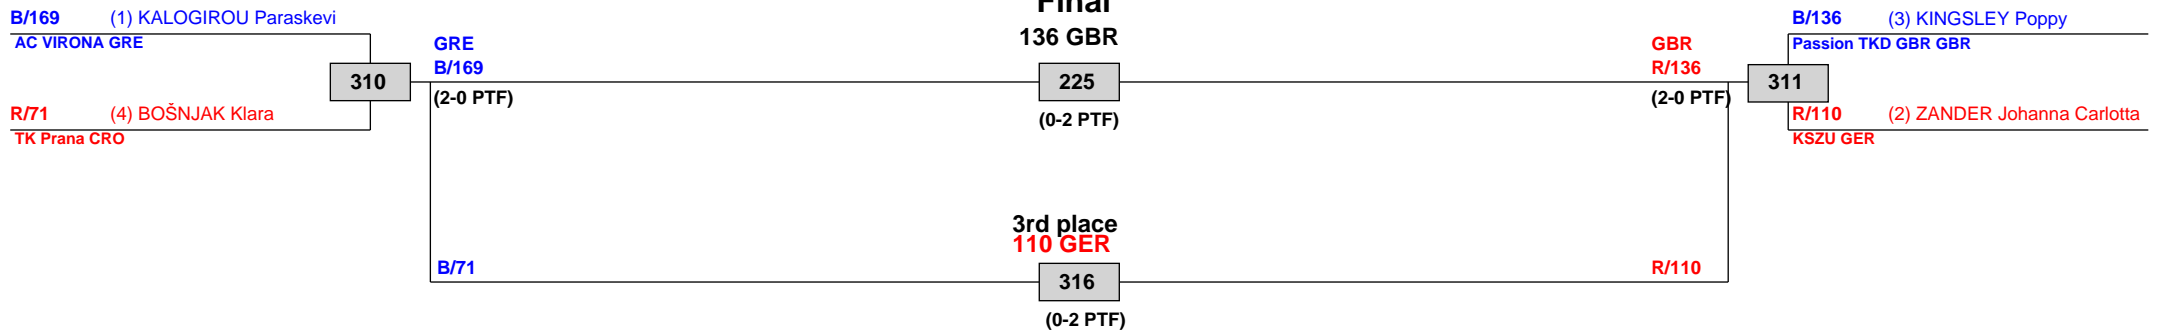 Final
136 GBR
B/169 (1) KALOGIROU Paraskevi
AC VIRONA GRE
GRE
B/169
(2-0 PTF)
310
R/71 (4) BOŠNJAK Klara
TK Prana CRO
225
(0-2 PTF)
GBR
R/136
(2-0 PTF)
311
B/136 (3) KINGSLEY Poppy
Passion TKD GBR GBR
R/110 (2) ZANDER Johanna Carlotta
KSZU GER
3rd place
110 GER
B/71
316
R/110
(0-2 PTF)